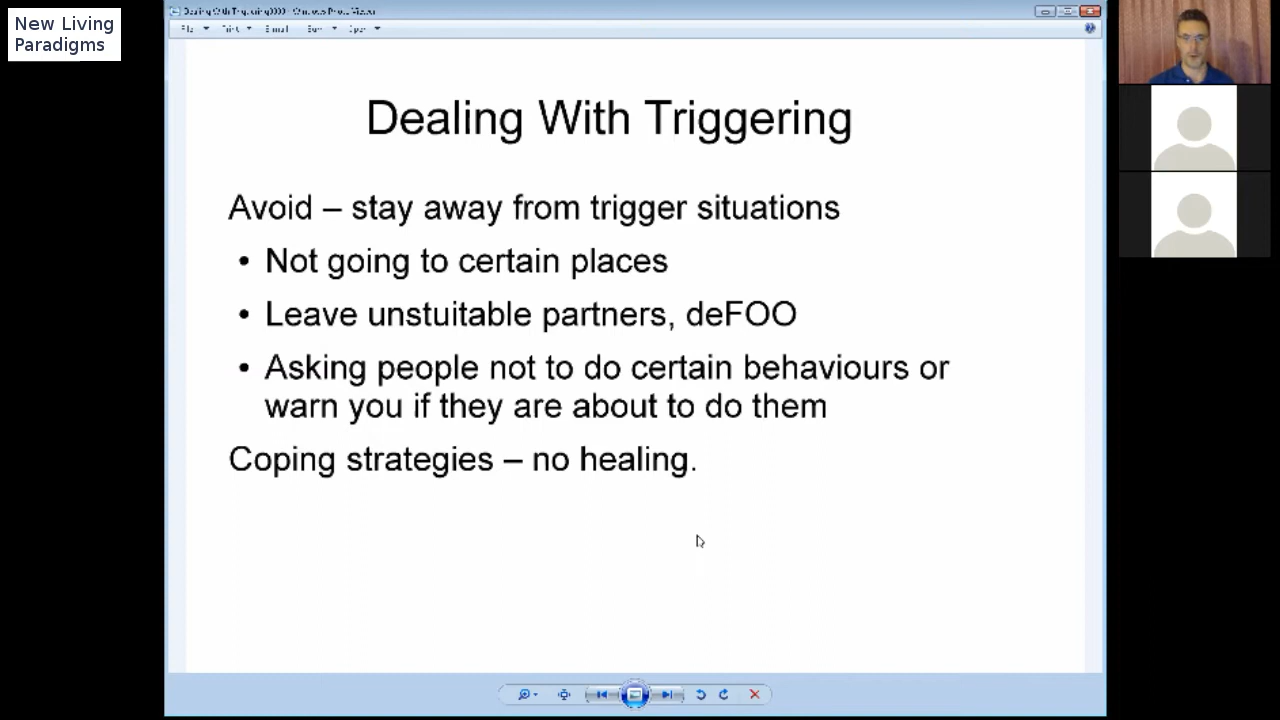 New Living
Paradigms
Dealing With Triggering
Avoid – stay away from trigger situations
• Not going to certain places
• Leave unstuitable partners, deFOO
• Asking people not to do certain behaviours or
warn you if they are about to do them
Coping strategies – no healing.